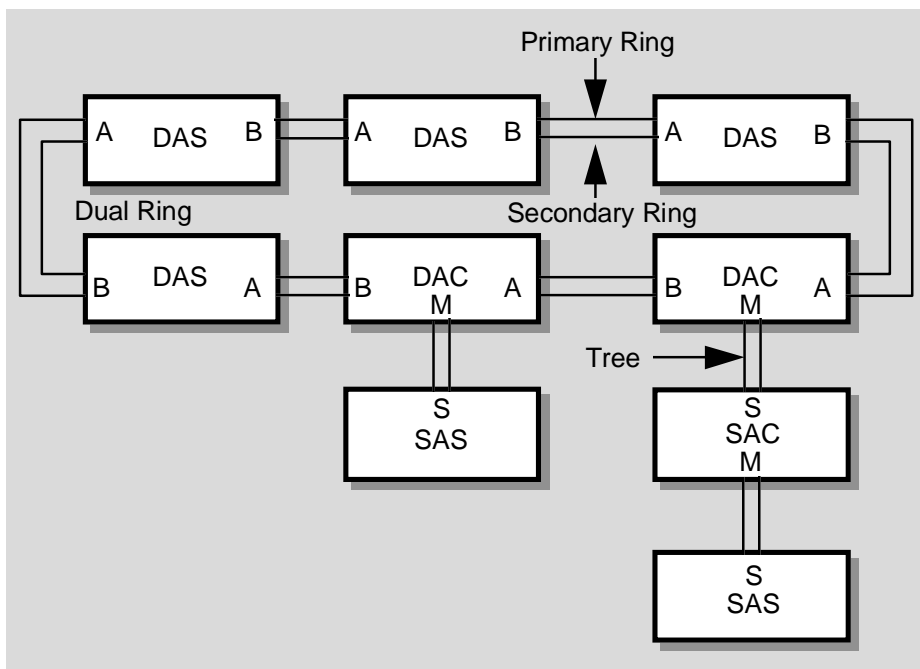 Primary Ring
A DAS B A DAS B A DAS B
Dual Ring
Secondary Ring
B DAS A B DAC A B DAC A
M M
Tree
S
SAS
S
SAC
M
S
SAS